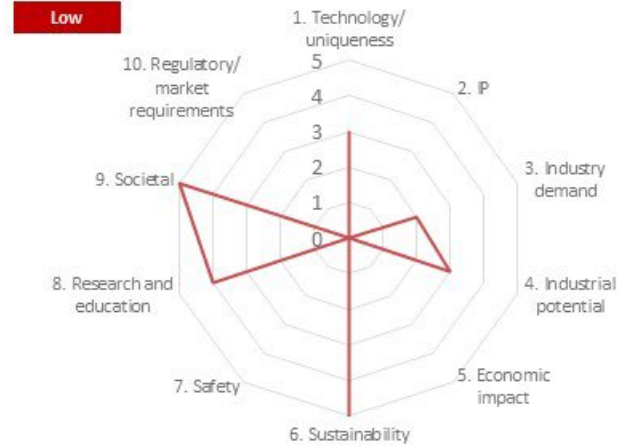 Low
1. Technology/
uniqueness
10. Regulatory/
market
requirements
2. IP
9. Societal
3. Industry
demand
8. Research and
education
4. Industrial
potential
7. Safety
5. Economic
impact
6. Sustainability
5
4
3
2
1
0